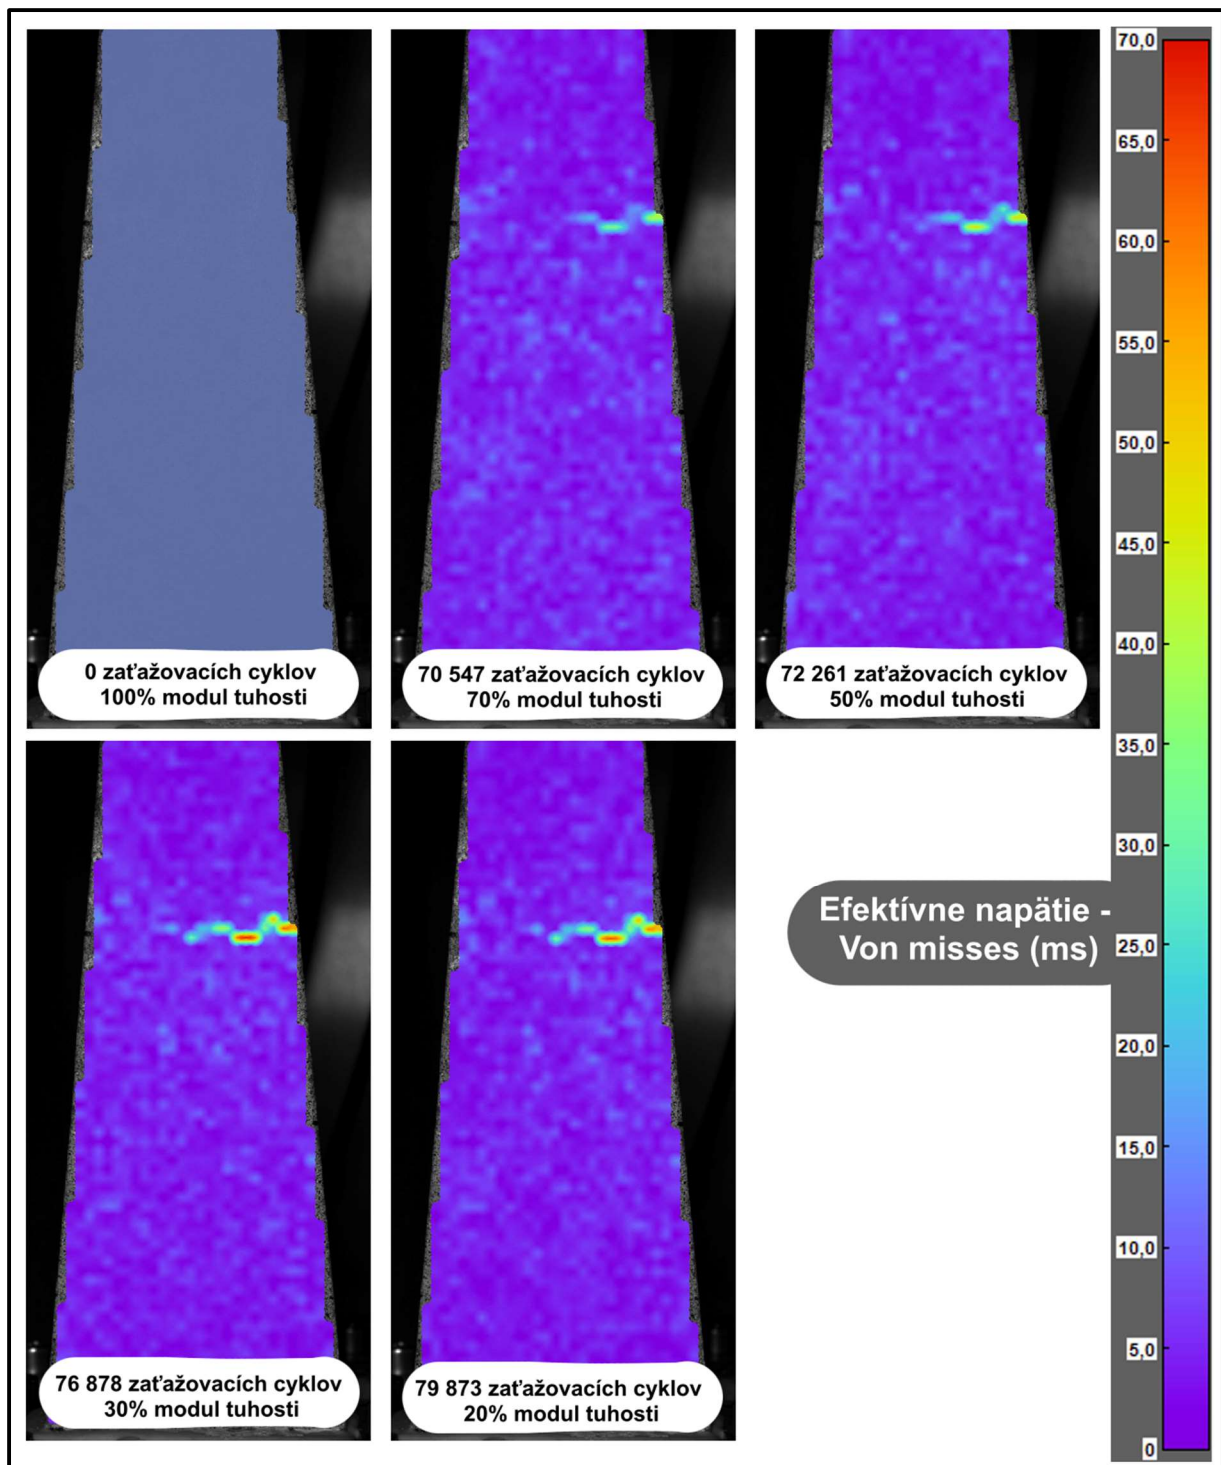 0 zaťažovacích cyklov
100% modul tuhosti
70 547 zaťažovacích cyklov
70% modul tuhosti
72 261 zaťažovacích cyklov
50% modul tuhosti
76 878 zaťažovacích cyklov
30% modul tuhosti
79 873 zaťažovacích cyklov
20% modul tuhosti
Efektívne napätie -
Von misses (ms)
70,0
65,0
60,0
55,0
50,0
45,0
40,0
35,0
30,0
25,0
20,0
15,0
10,0
5,0
0